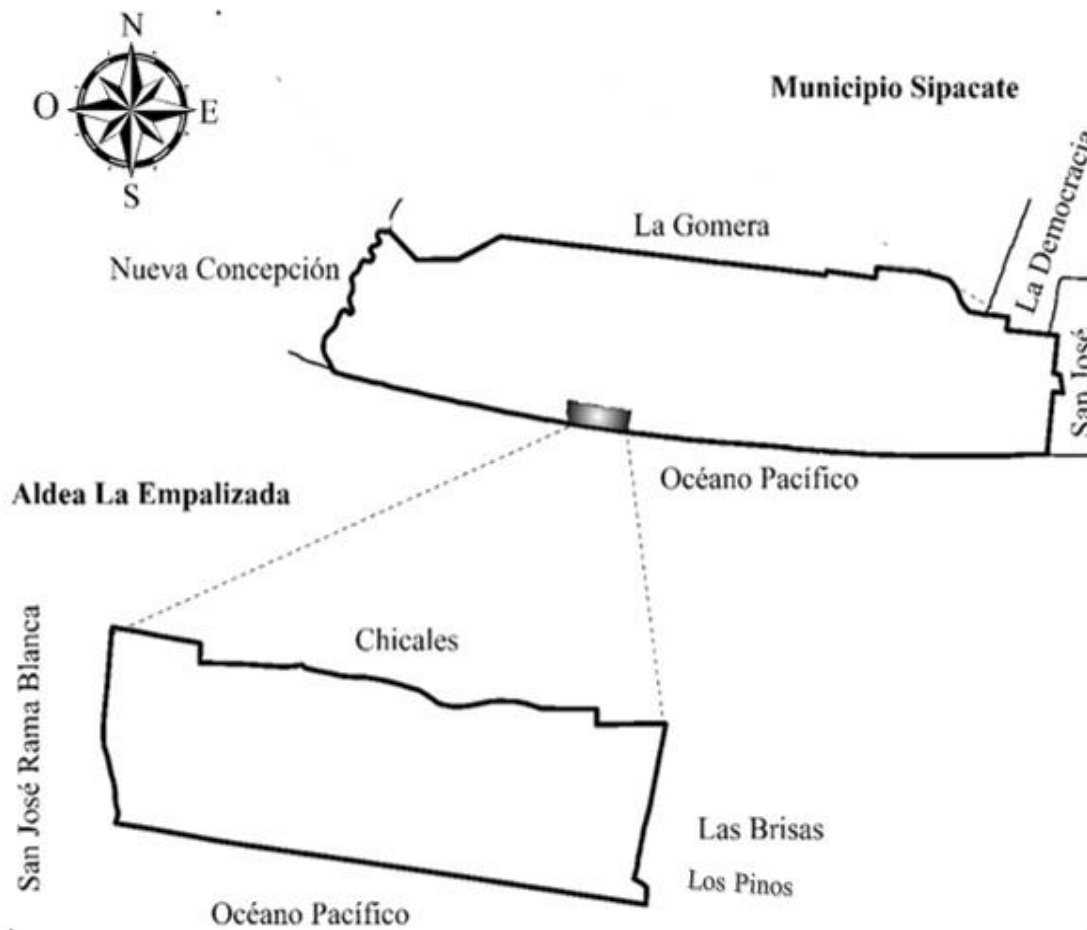 N
O
E
S
Municipio Sipacate
La Gomera
La Democracia
Nueva Concepción
San José
Océano Pacífico
Aldea La Empalizada
San José Rama Blanca
Chicales
Las Brisas
Los Pinos
Océano Pacífico